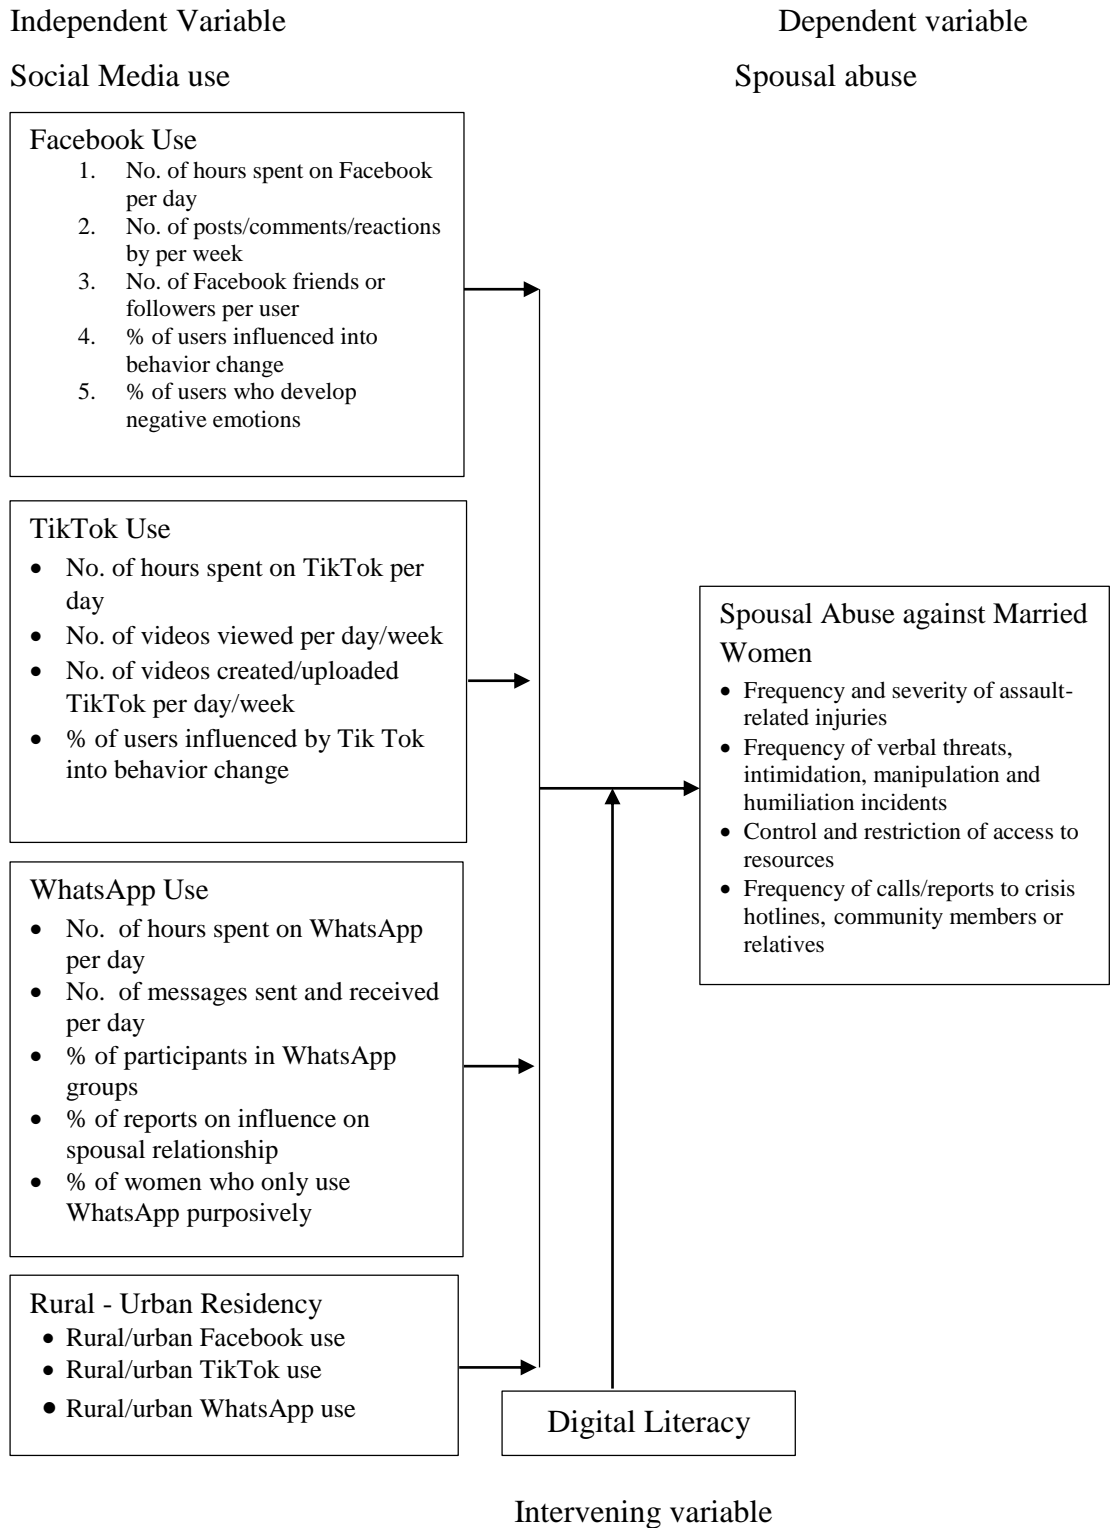 Independent Variable
Dependent variable
Social Media use
Spousal abuse
Facebook Use
1. No. of hours spent on Facebook
per day
2. No. of posts/comments/reactions
by per week
3. No. of Facebook friends or
followers per user
4. % of users influenced into
behavior change
5. % of users who develop
negative emotions
TikTok Use
• No. of hours spent on TikTok per
day
• No. of videos viewed per day/week
• No. of videos created/uploaded
TikTok per day/week
• % of users influenced by Tik Tok
into behavior change
WhatsApp Use
• No. of hours spent on WhatsApp
per day
• No. of messages sent and received
per day
• % of participants in WhatsApp
groups
• % of reports on influence on
spousal relationship
• % of women who only use
WhatsApp purposively
Rural - Urban Residency
• Rural/urban Facebook use
• Rural/urban TikTok use
• Rural/urban WhatsApp use
Spousal Abuse against Married
Women
• Frequency and severity of assault-
related injuries
• Frequency of verbal threats,
intimidation, manipulation and
humiliation incidents
• Control and restriction of access to
resources
• Frequency of calls/reports to crisis
hotlines, community members or
relatives
Digital Literacy
Intervening variable